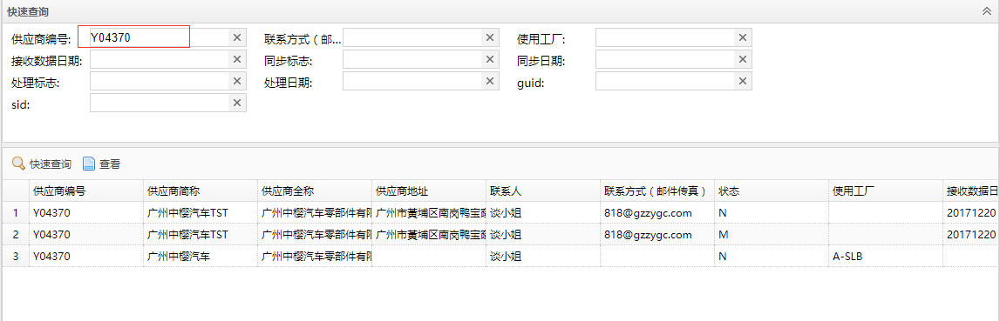 快速查询
供应商编号: Y04370 联系方式（邮... 使用工厂:
接收数据日期: 同步标志: 同步日期:
处理标志: 处理日期: guid:
sid:
快速查询 查看
供应商编号 供应商简称 供应商全称 供应商地址 联系人 联系方式（邮件传真） 状态 使用工厂 接收数据日
1 Y04370 广州中樱汽车TST 广州中樱汽车零部件有限 广州市黄埔区南岗鸭宝 谈小姐 818@gzzygc.com N 20171220
2 Y04370 广州中樱汽车TST 广州中樱汽车零部件有限 广州市黄埔区南岗鸭宝 谈小姐 818@gzzygc.com M 20171220
3 Y04370 广州中樱汽车 广州中樱汽车零部件有限 谈小姐 N A-SLB